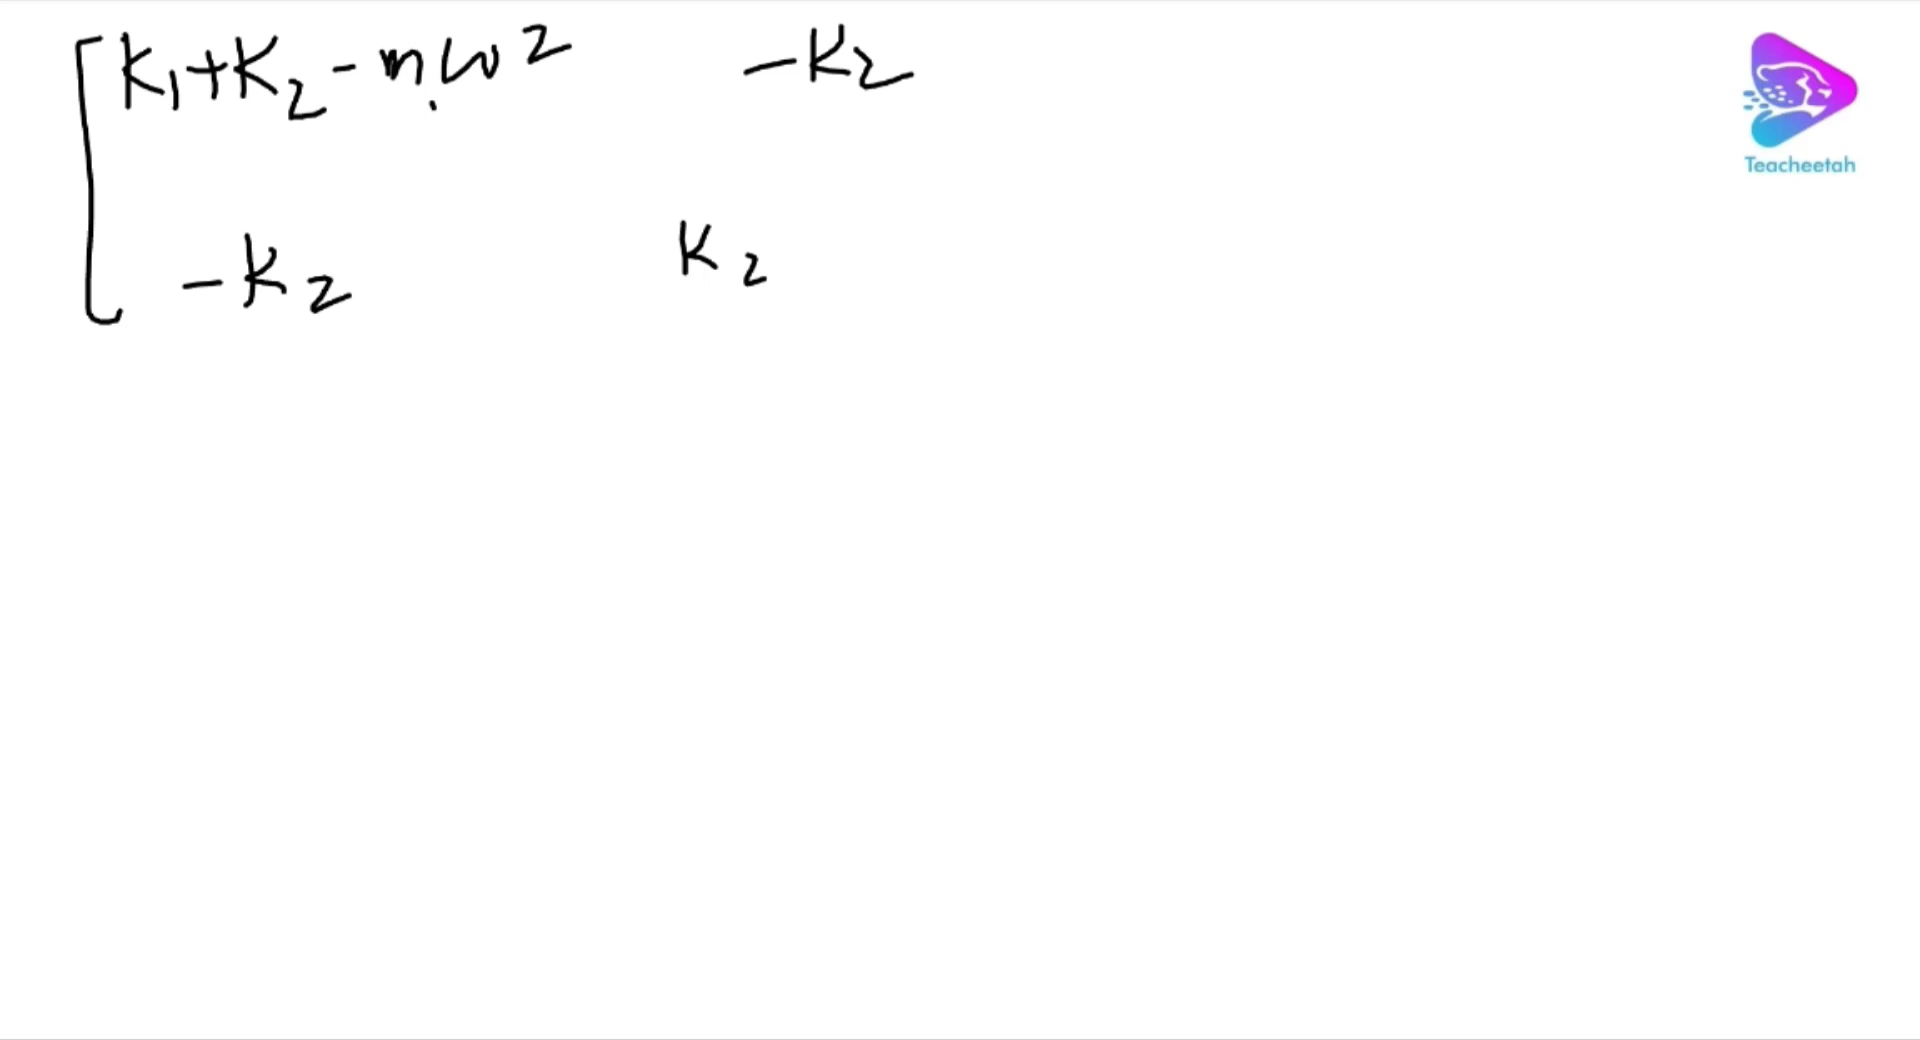 K₁+K₂-m₁ω² -K₂
-K₂ K₂
Teacheetah